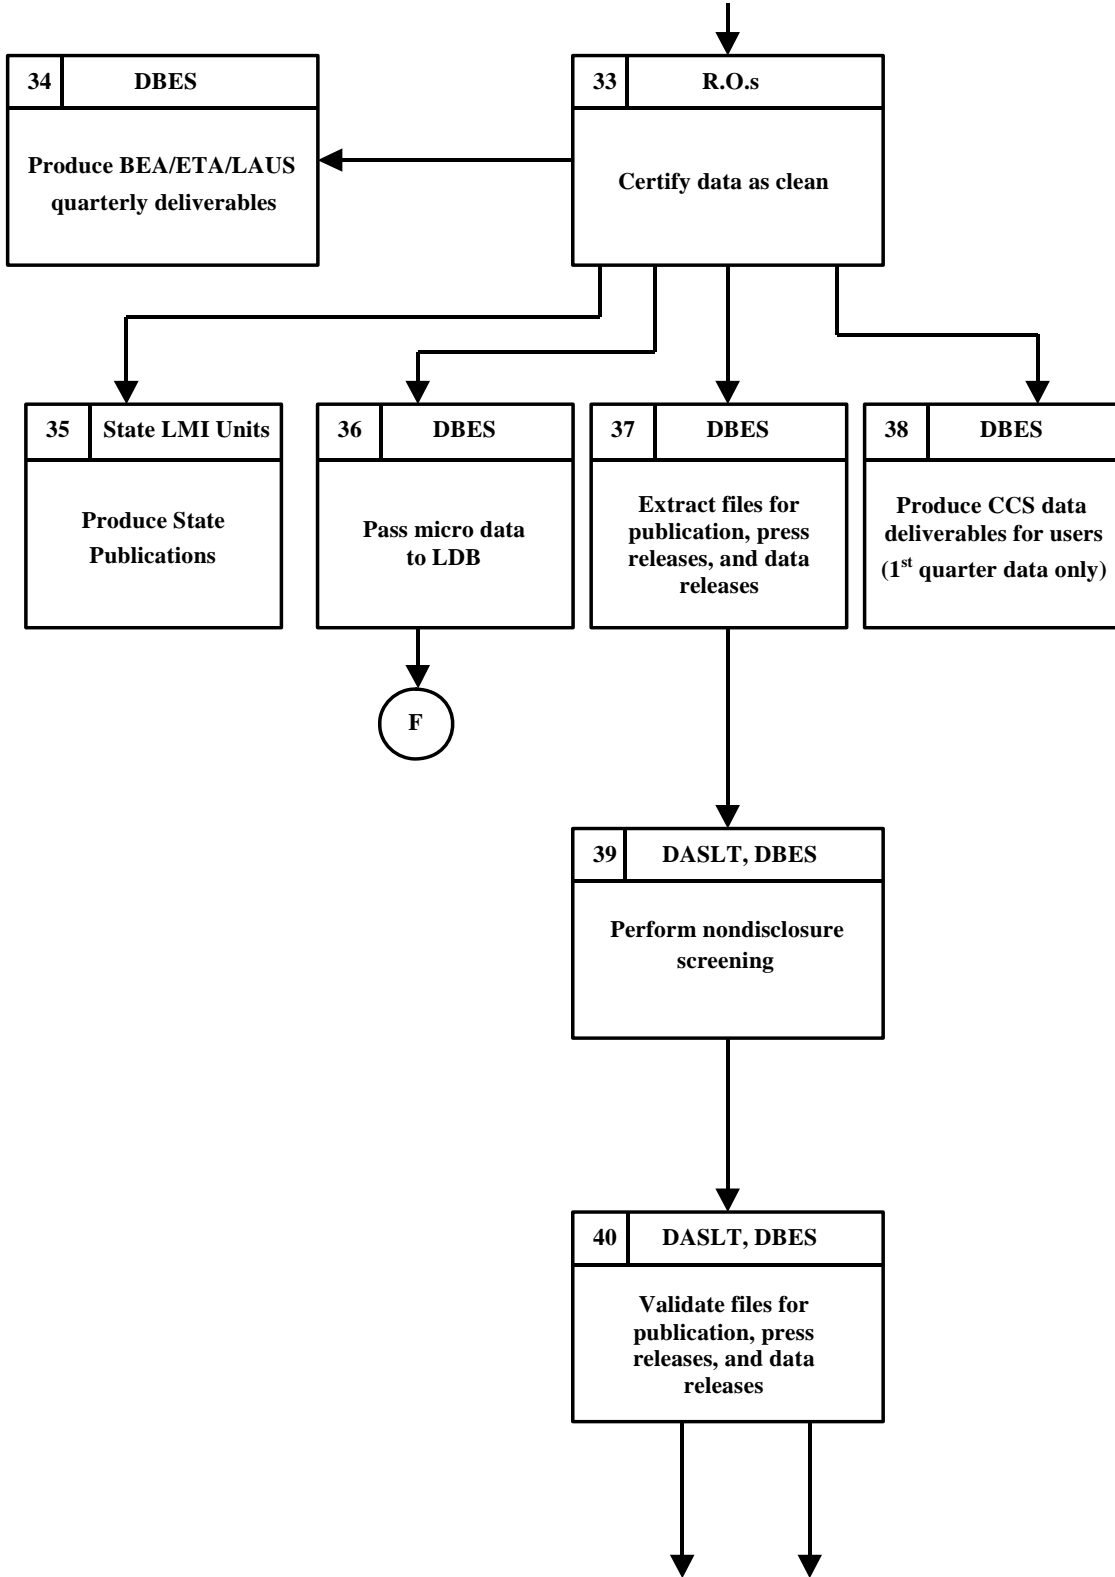 34 DBES
Produce BEA/ETA/LAUS
quarterly deliverables
33 R.O.s
Certify data as clean
35 State LMI Units
Produce State
Publications
36 DBES
Pass micro data
to LDB
37 DBES
Extract files for
publication, press
releases, and data
releases
38 DBES
Produce CCS data
deliverables for users
(1st quarter data only)
F
39 DASLT, DBES
Perform nondisclosure
screening
40 DASLT, DBES
Validate files for
publication, press
releases, and data
releases